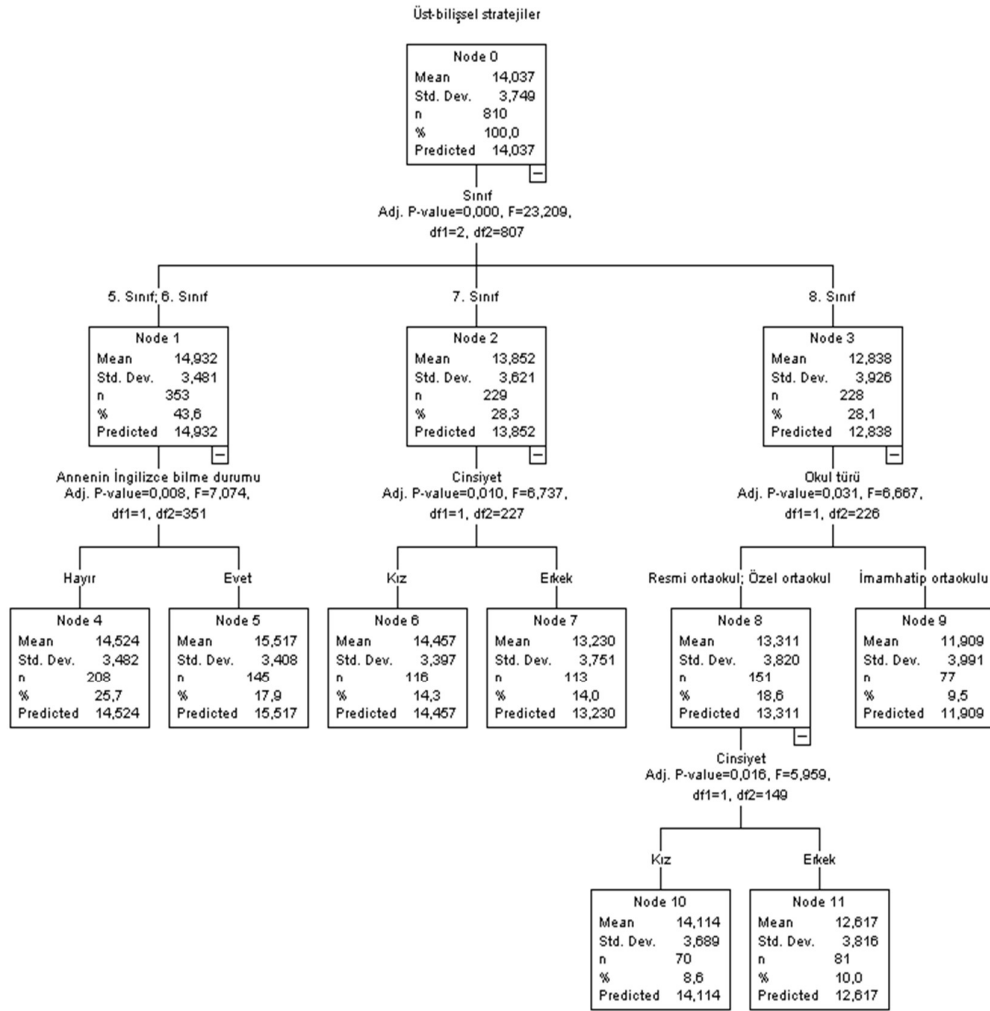 Üst-bilişsel stratejiler
Node 0
Mean 14,037
Std. Dev. 3,749
n 810
% 100,0
Predicted 14,037
Sınıf
Adj. P-value=0,000, F=23,209,
df1=2, df2=807
5. Sınıf; 6. Sınıf
7. Sınıf
8. Sınıf
Node 1
Mean 14,932
Std. Dev. 3,481
n 353
% 43,6
Predicted 14,932
Node 2
Mean 13,852
Std. Dev. 3,621
n 229
% 28,3
Predicted 13,852
Node 3
Mean 12,838
Std. Dev. 3,926
n 228
% 28,1
Predicted 12,838
Annenin İngilizce bilme durumu
Adj. P-value=0,008, F=7,074,
df1=1, df2=351
Cinsiyet
Adj. P-value=0,010, F=6,737,
df1=1, df2=227
Okul türü
Adj. P-value=0,031, F=6,667,
df1=1, df2=226
Hayır
Evet
Kız
Erkek
Resmi ortaokul; Özel ortaokul
İmamhatip ortaokulu
Node 4
Mean 14,524
Std. Dev. 3,482
n 208
% 25,7
Predicted 14,524
Node 5
Mean 15,517
Std. Dev. 3,408
n 145
% 17,9
Predicted 15,517
Node 6
Mean 14,457
Std. Dev. 3,397
n 116
% 14,3
Predicted 14,457
Node 7
Mean 13,230
Std. Dev. 3,751
n 113
% 14,0
Predicted 13,230
Node 8
Mean 13,311
Std. Dev. 3,820
n 151
% 18,6
Predicted 13,311
Node 9
Mean 11,909
Std. Dev. 3,991
n 77
% 9,5
Predicted 11,909
Cinsiyet
Adj. P-value=0,016, F=5,959,
df1=1, df2=149
Kız
Erkek
Node 10
Mean 14,114
Std. Dev. 3,689
n 70
% 8,6
Predicted 14,114
Node 11
Mean 12,617
Std. Dev. 3,816
n 81
% 10,0
Predicted 12,617